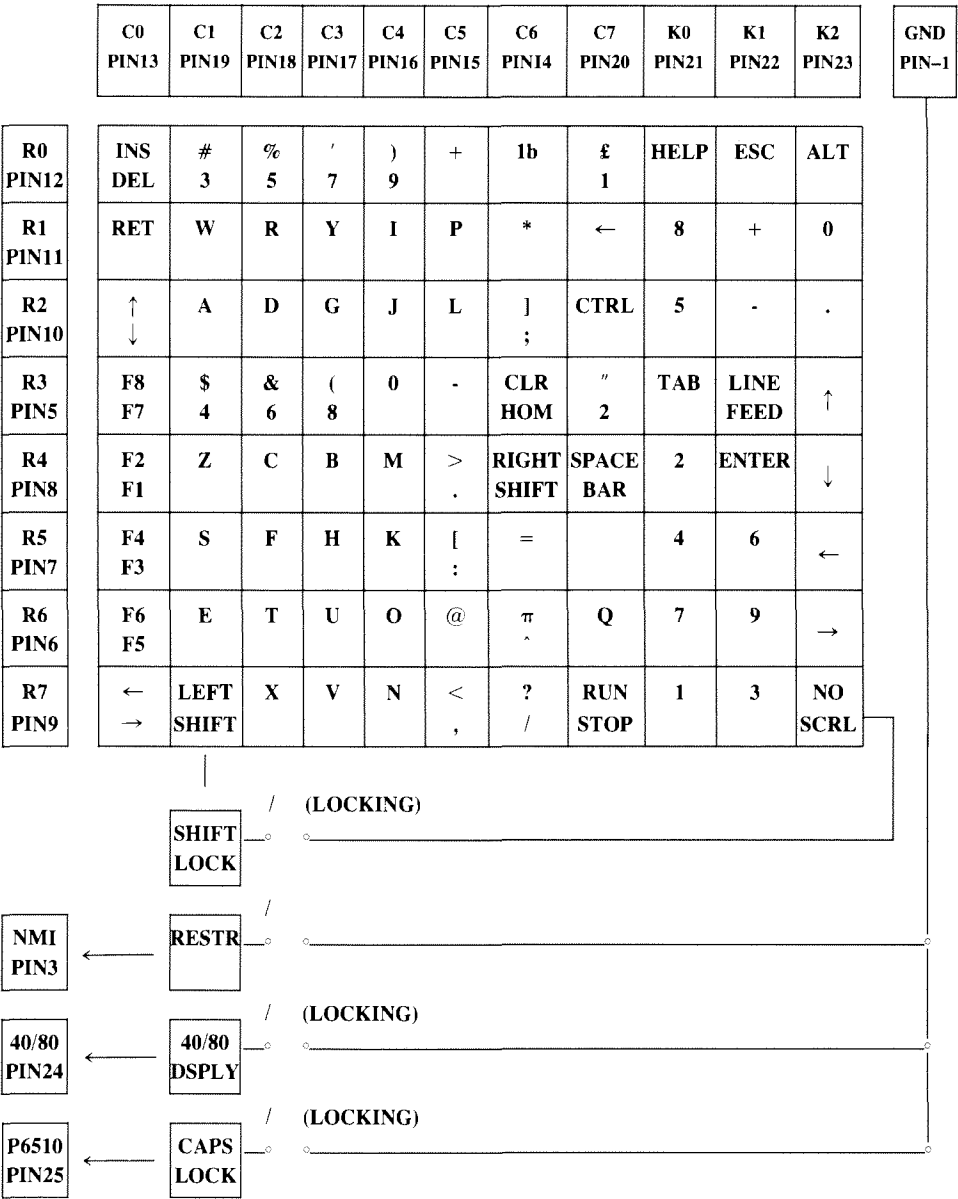 C0 C1 C2 C3 C4 C5 C6 C7 K0 K1 K2 GND
PIN13 PIN19 PIN18 PIN17 PIN16 PIN15 PIN14 PIN20 PIN21 PIN22 PIN23 PIN–1
R0 INS # % ' ) + 1b £ HELP ESC ALT
PIN12 DEL 3 5 7 9 1
R1 RET W R Y I P * ← 8 + 0
PIN11
R2 ↑ A D G J L ] CTRL 5 - .
PIN10 ↓ ;
R3 F8 $ & ( 0 - CLR " TAB LINE ↑
PIN5 F7 4 6 8 HOM 2 FEED
R4 F2 Z C B M > RIGHT SPACE 2 ENTER ↓
PIN8 F1 . SHIFT BAR
R5 F4 S F H K [ = 4 6 ←
PIN7 F3 :
R6 F6 E T U O @ π Q 7 9 →
PIN6 F5 ^
R7 ← LEFT X V N < ? RUN 1 3 NO
PIN9 → SHIFT , / STOP SCRL
/ (LOCKING)
SHIFT
LOCK
/
NMI ← RESTR
PIN3
/ (LOCKING)
40/80 ← 40/80
PIN24 DSPLY
/ (LOCKING)
P6510 ← CAPS
PIN25 LOCK